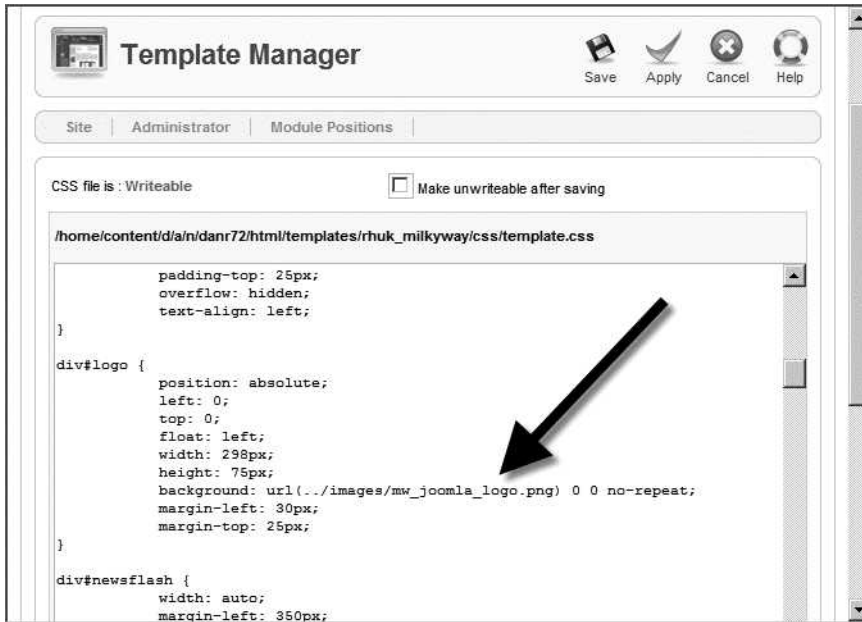 Template Manager
Save Apply Cancel Help
Site Administrator Module Positions
CSS file is : Writeable Make unwriteable after saving
/home/content/d/a/n/danr72/html/templates/rhuk_milkyway/css/template.css
padding-top: 25px;
overflow: hidden;
text-align: left;
}
div#logo {
position: absolute;
left: 0;
top: 0;
float: left;
width: 298px;
height: 75px;
background: url(../images/mw_joomla_logo.png) 0 0 no-repeat;
margin-left: 30px;
margin-top: 25px;
}
div#newsflash {
width: auto;
margin-left: 350px;